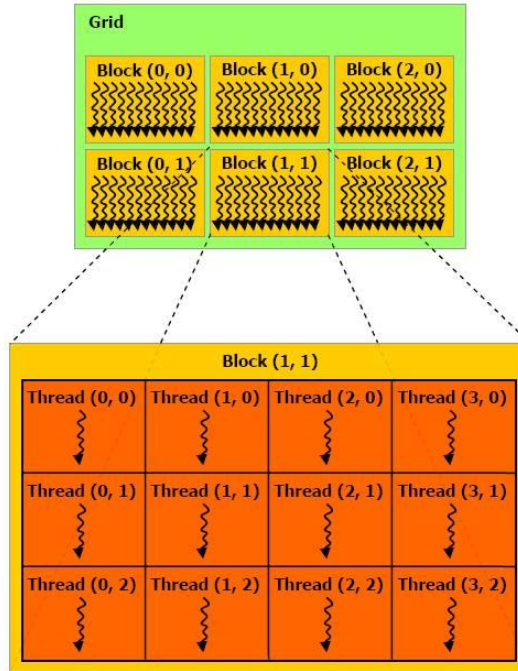 Grid
Block (0, 0) Block (1, 0) Block (2, 0)
Block (0, 1) Block (1, 1) Block (2, 1)
Block (1, 1)
Thread (0, 0) Thread (1, 0) Thread (2, 0) Thread (3, 0)
Thread (0, 1) Thread (1, 1) Thread (2, 1) Thread (3, 1)
Thread (0, 2) Thread (1, 2) Thread (2, 2) Thread (3, 2)